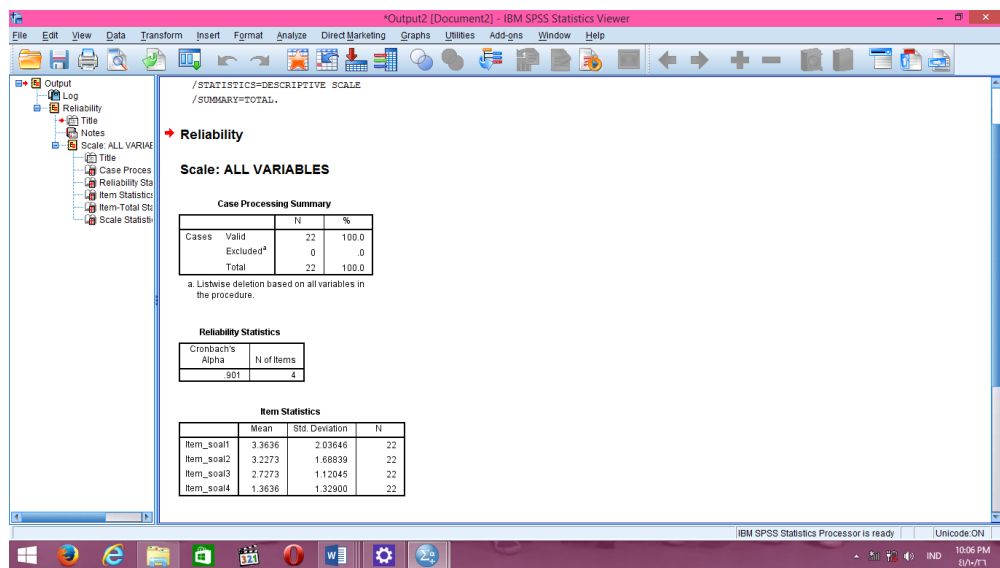 *Output2 [Document2] - IBM SPSS Statistics Viewer
File Edit View Data Transform Insert Format Analyze Direct Marketing Graphs Utilities Add-ons Window Help
Output
Log
Reliability
Title
Notes
Scale: ALL VARIAB
Title
Case Proces
Reliability Sta
Item Statistics
Item-Total Sta
Scale Statisti
/STATISTICS=DESCRIPTIVE SCALE
/SUMMARY=TOTAL.
Reliability
Scale: ALL VARIABLES
Case Processing Summary
N %
Cases Valid 22 100.0
Excludedª 0 .0
Total 22 100.0
a. Listwise deletion based on all variables in
the procedure.
Reliability Statistics
Cronbach's
Alpha N of Items
.901 4
Item Statistics
Mean Std. Deviation N
Item_soal1 3.3636 2.03646 22
Item_soal2 3.2273 1.68839 22
Item_soal3 2.7273 1.12045 22
Item_soal4 1.3636 1.32900 22
IBM SPSS Statistics Processor is ready Unicode:ON
321
IND
10:06 PM